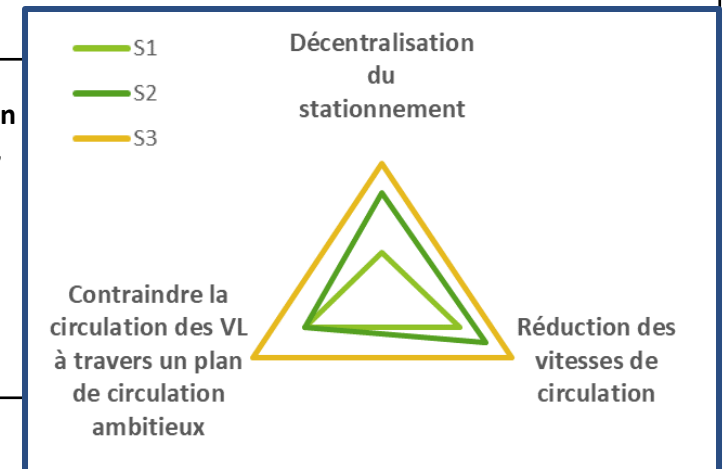 S1
S2
S3
Décentralisation
du
stationnement
n
Contraindre la
circulation des VL
à travers un plan
de circulation
ambitieux
Réduction des
vitesses de
circulation